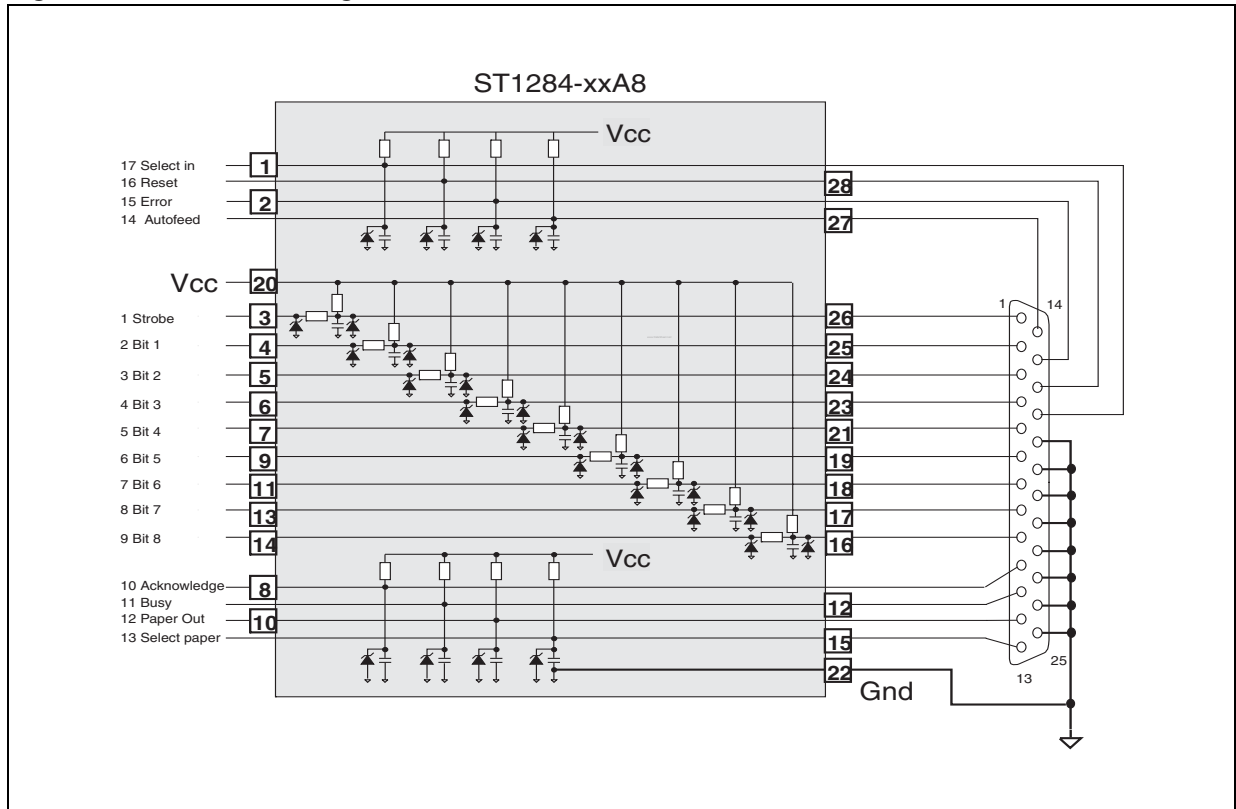 ST1284-xxA8
Vcc
17 Select in 1
16 Reset 28
15 Error 2
14 Autofeed 27
Vcc 20
1 14
1 Strobe 3 26
2 Bit 1 4 25
3 Bit 2 5 24
4 Bit 3 6 23
5 Bit 4 7 21
6 Bit 5 9 19
7 Bit 6 11 18
8 Bit 7 13 17
9 Bit 8 14 16
Vcc
10 Acknowledge 8
11 Busy 12
12 Paper Out 10
13 Select paper 15
25
13
22
Gnd